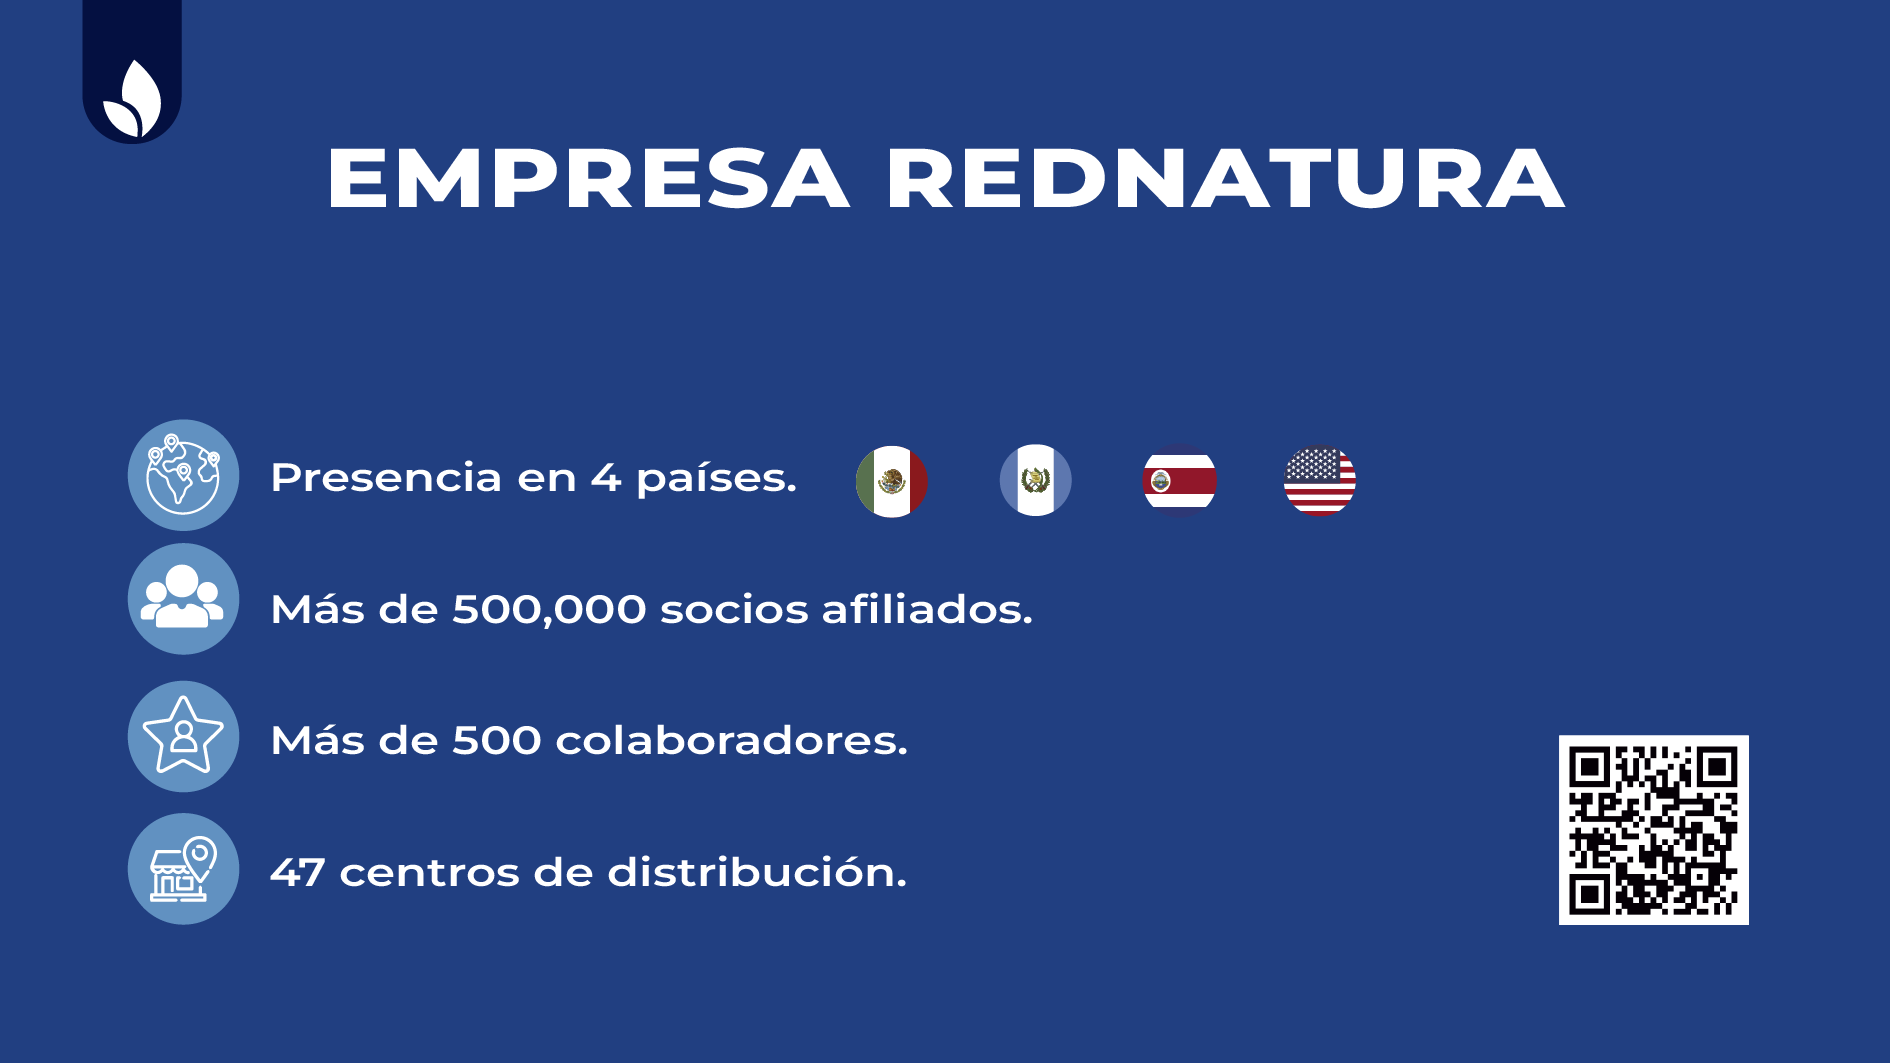 EMPRESA REDNATURA
Presencia en 4 países.
Más de 500,000 socios afiliados.
Más de 500 colaboradores.
47 centros de distribución.